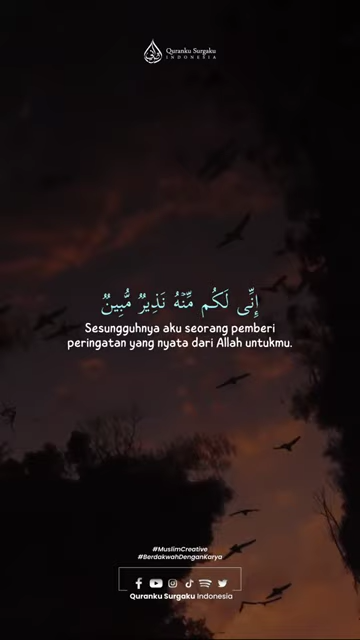 Quranku Surgaku
INDONESIA
إِنِّى لَكُم مِّنْهُ نَذِيرٌ مُّبِينٌ
Sesungguhnya aku seorang pemberi
peringatan yang nyata dari Allah untukmu.
#MuslimCreative
#BerdakwahDenganKarya
Quranku Surgaku Indonesia